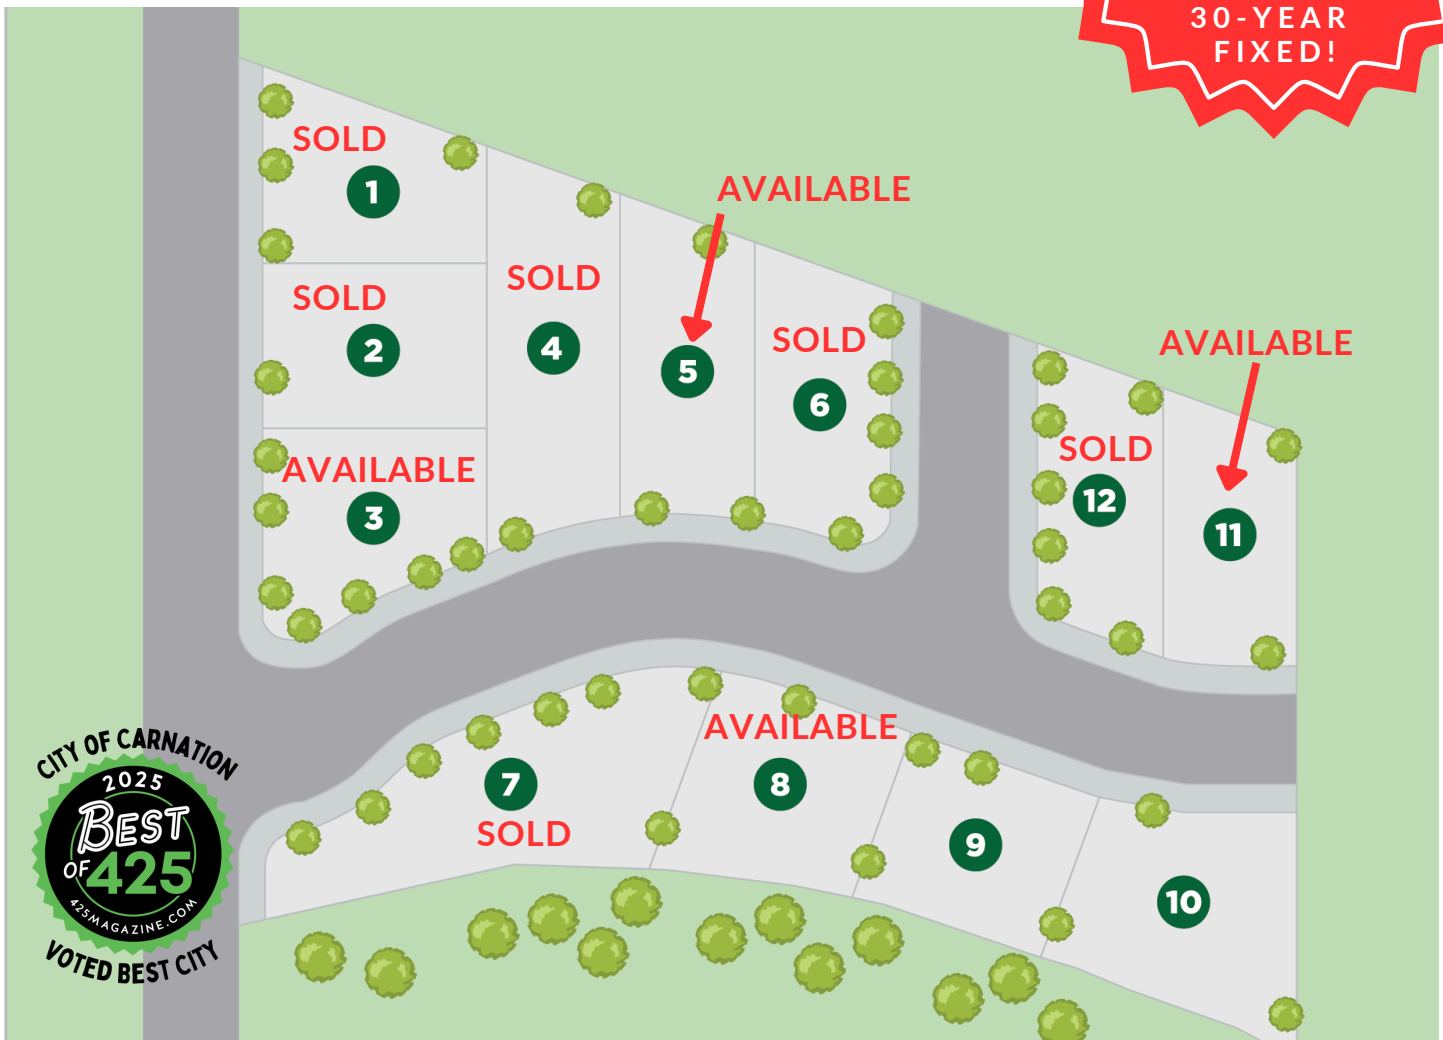 30-YEAR
FIXED!
SOLD
1
AVAILABLE
SOLD
2
SOLD
4
5
SOLD
6
AVAILABLE
AVAILABLE
3
SOLD
12
11
7
SOLD
AVAILABLE
8
9
10
CITY OF CARNATION
2025
BEST
OF 425
425MAGAZINE.COM
VOTED BEST CITY